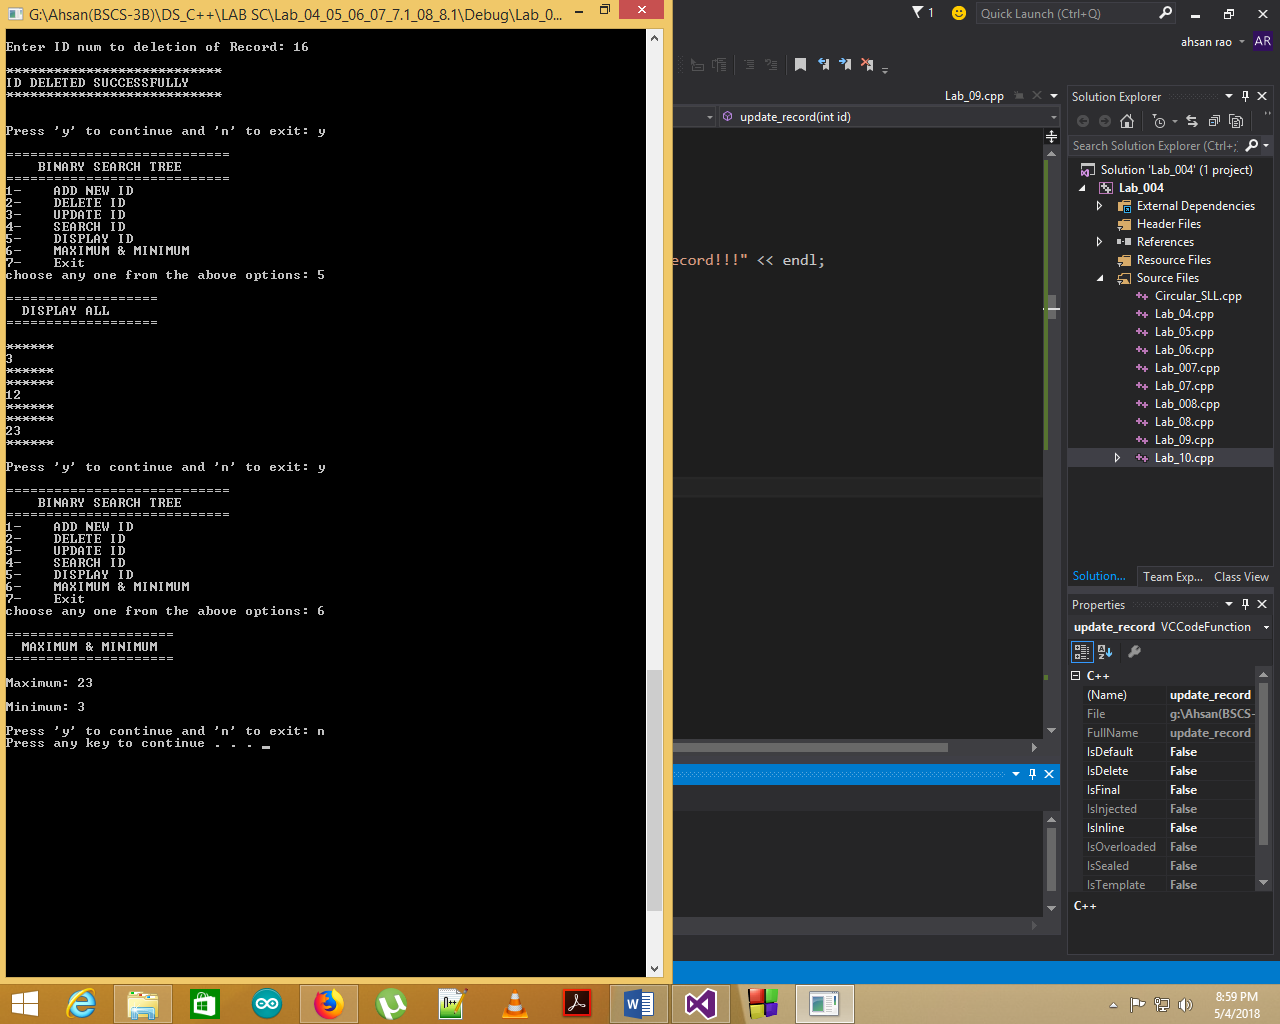 G:\Ahsan(BSCS-3B)\DS_C++\LAB SC\Lab_04_05_06_07_7.1_08_8.1\Debug\Lab_0...
Enter ID num to deletion of Record: 16
***************************
ID DELETED SUCCESSFULLY
***************************
Press 'y' to continue and 'n' to exit: y
============================
BINARY SEARCH TREE
============================
1- ADD NEW ID
2- DELETE ID
3- UPDATE ID
4- SEARCH ID
5- DISPLAY ID
6- MAXIMUM & MINIMUM
7- Exit
choose any one from the above options: 5
===================
DISPLAY ALL
===================
******
3
******
******
12
******
******
23
******
Press 'y' to continue and 'n' to exit: y
============================
BINARY SEARCH TREE
============================
1- ADD NEW ID
2- DELETE ID
3- UPDATE ID
4- SEARCH ID
5- DISPLAY ID
6- MAXIMUM & MINIMUM
7- Exit
choose any one from the above options: 6
=====================
MAXIMUM & MINIMUM
=====================
Maximum: 23
Minimum: 3
Press 'y' to continue and 'n' to exit: n
Press any key to continue . . .
1
Quick Launch (Ctrl+Q)
ahsan rao AR
Lab_09.cpp
update_record(int id)
ecord!!!" << endl;
Solution Explorer
Search Solution Explorer (Ctrl+;
Solution 'Lab_004' (1 project)
Lab_004
External Dependencies
Header Files
References
Resource Files
Source Files
Circular_SLL.cpp
Lab_04.cpp
Lab_05.cpp
Lab_06.cpp
Lab_007.cpp
Lab_07.cpp
Lab_008.cpp
Lab_08.cpp
Lab_09.cpp
Lab_10.cpp
Solution... Team Exp... Class View
Properties
update_record VCCodeFunction
C++
(Name) update_record
File g:\Ahsan(BSCS-
FullName update_record
IsDefault False
IsDelete False
IsFinal False
IsInjected False
IsInline False
IsOverloaded False
IsSealed False
IsTemplate False
C++
8:59 PM
5/4/2018